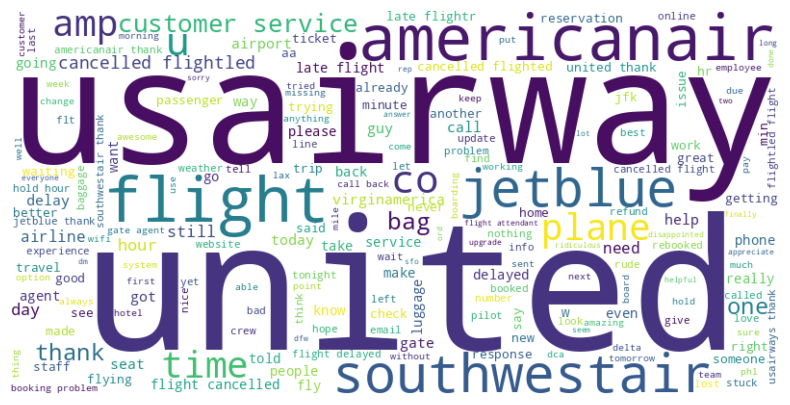 customer
last
amp
customer service
late flightr
reservation
online
americanair thank
morning
u
airport
ticket
aa
americanair
put
long
going
cancelled flightled
late flight
cancelled flighted
united thank
issue
hr
employee
done
week
sorry
tried
missing
rep
already
usairway
change
passenger
way
trying
minute
another
keep
jfk
due
two
min
flt
awesome
anything
line
please
guy
answer
call
update
problem
lot
best
work
great
find
cancelled flight
flightled flight
well
waiting
want
southwestair thank
weather
tell
trip
back
come
let
working
pay
getting
everyone
hold hour
delay
baggage
go
use
lax
call back
co
jetblue
better
flight
virginamerica
never
boarding
home
refund
help
finally
jetblue thank
gate agent
still
said
mile
bag
ord
flight attendant
plane
airline
wifi
hour
website
today
take
service
nothing
upgrade
info
disappointed
need
rebooked
phone
appreciate
experience
dm
system
tonight
wait
sfo
delayed
ridiculous
sent
rude
much
travel
option
first
yet
able
point
make
united
booked
next
board
helpful
really
agent
good
always
nice
think
left
luggage
number
w
hold
called
usairways thank
day
see
got
hotel
bad
know
check
say
pilot
look
amazing
even
give
love
one
made
crew
hope
email
gate
new
seem
delta
sure
right
thank
time
told
dfw
without
response
dca
tomorrow
someone
phl
thing
staff
seat
people
flight delayed
southwestair
team
booking problem
flying
flight cancelled
fly
lost
stuck